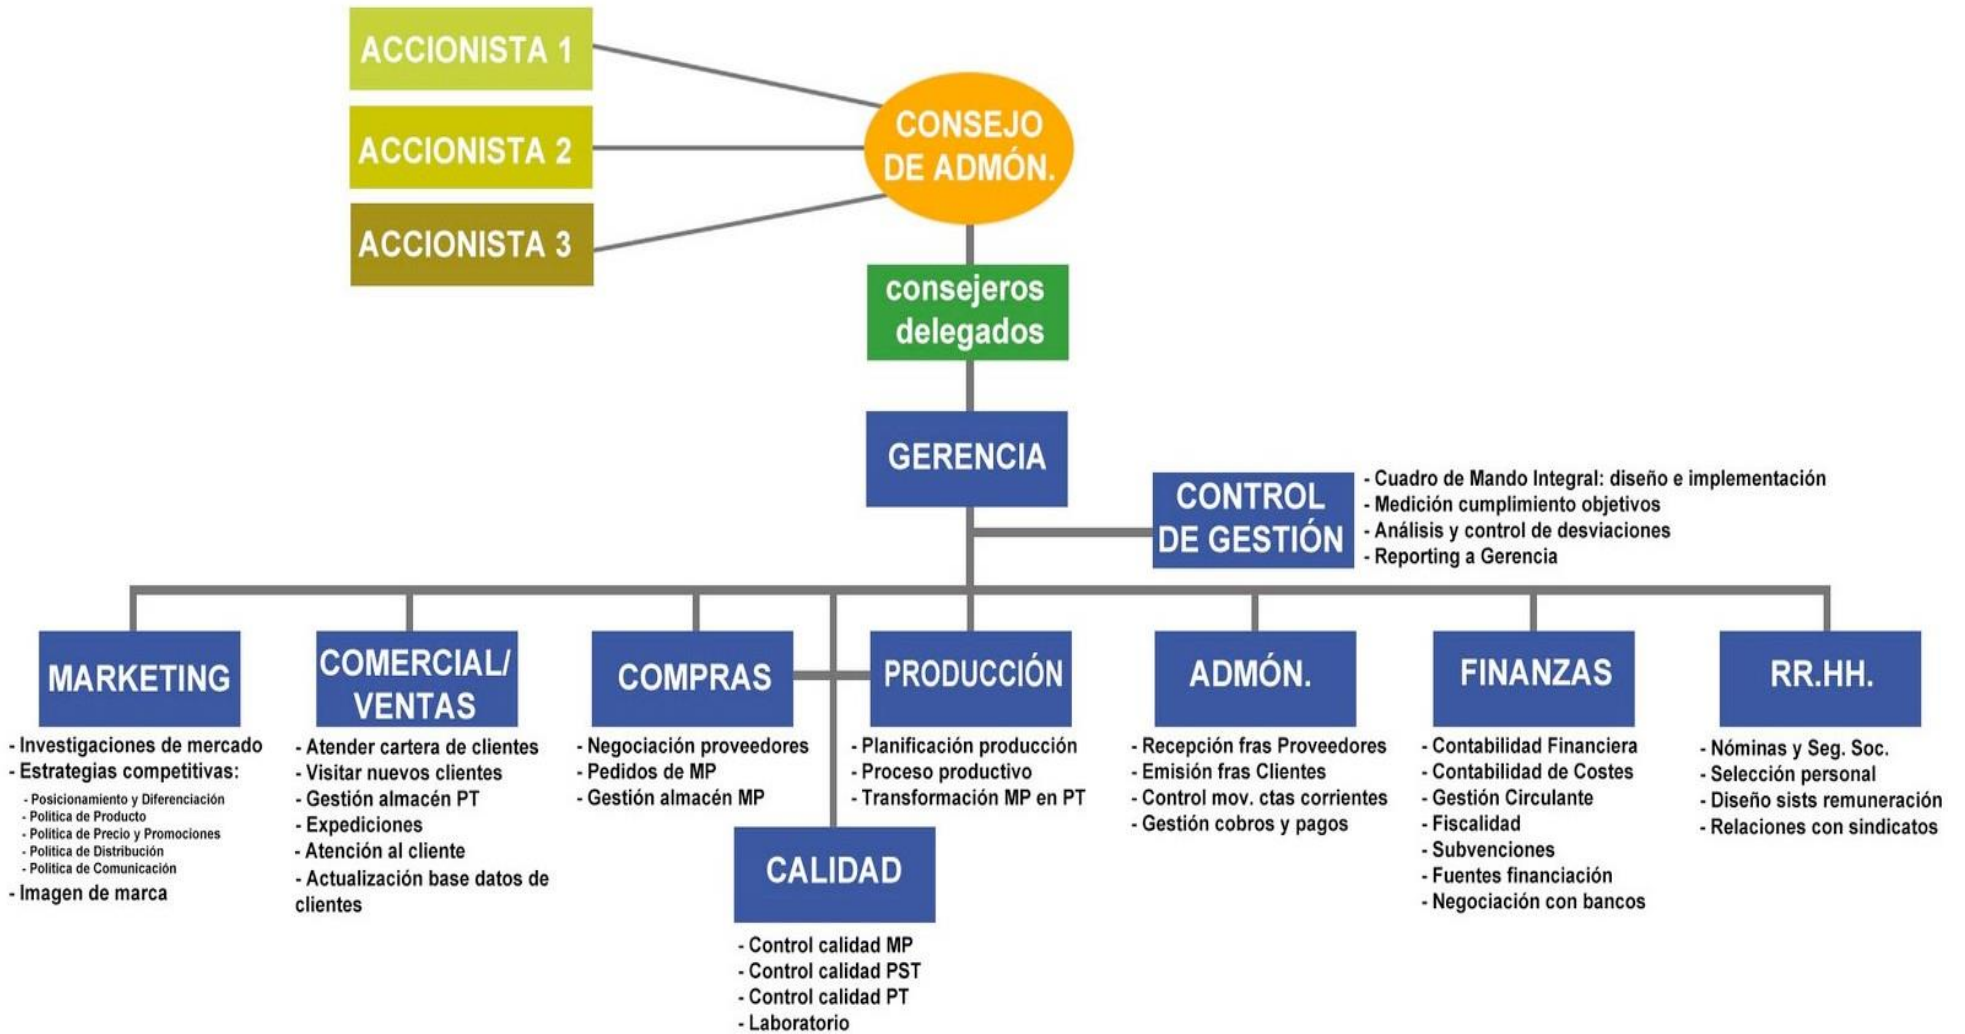 ACCIONISTA 1
ACCIONISTA 2
ACCIONISTA 3
CONSEJO
DE ADMÓN.
consejeros
delegados
GERENCIA
CONTROL
DE GESTIÓN
- Cuadro de Mando Integral: diseño e implementación
- Medición cumplimiento objetivos
- Análisis y control de desviaciones
- Reporting a Gerencia
MARKETING
- Investigaciones de mercado
- Estrategias competitivas:
- Posicionamiento y Diferenciación
- Política de Producto
- Política de Precio y Promociones
- Política de Distribución
- Política de Comunicación
- Imagen de marca
COMERCIAL/
VENTAS
- Atender cartera de clientes
- Visitar nuevos clientes
- Gestión almacén PT
- Expediciones
- Atención al cliente
- Actualización base datos de
clientes
COMPRAS
- Negociación proveedores
- Pedidos de MP
- Gestión almacén MP
PRODUCCIÓN
- Planificación producción
- Proceso productivo
- Transformación MP en PT
CALIDAD
- Control calidad MP
- Control calidad PST
- Control calidad PT
- Laboratorio
ADMÓN.
- Recepción fras Proveedores
- Emisión fras Clientes
- Control mov. ctas corrientes
- Gestión cobros y pagos
FINANZAS
- Contabilidad Financiera
- Contabilidad de Costes
- Gestión Circulante
- Fiscalidad
- Subvenciones
- Fuentes financiación
- Negociación con bancos
RR.HH.
- Nóminas y Seg. Soc.
- Selección personal
- Diseño sists remuneración
- Relaciones con sindicatos